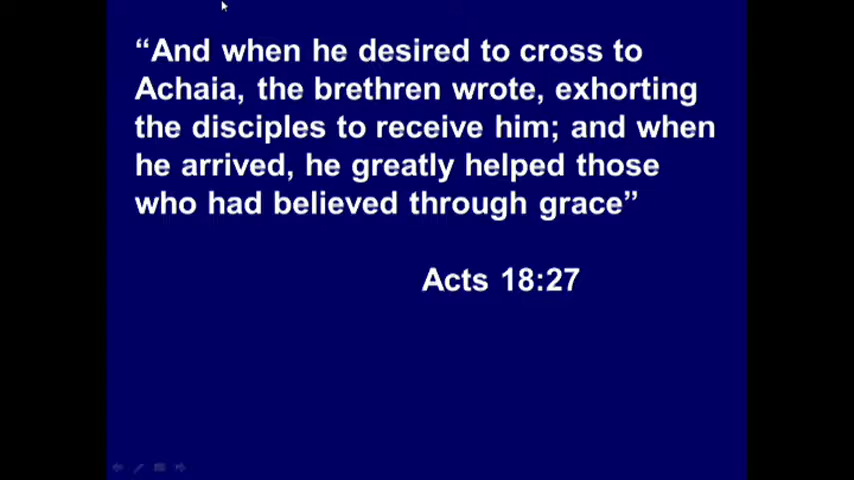 “And when he desired to cross to
Achaia, the brethren wrote, exhorting
the disciples to receive him; and when
he arrived, he greatly helped those
who had believed through grace”
Acts 18:27